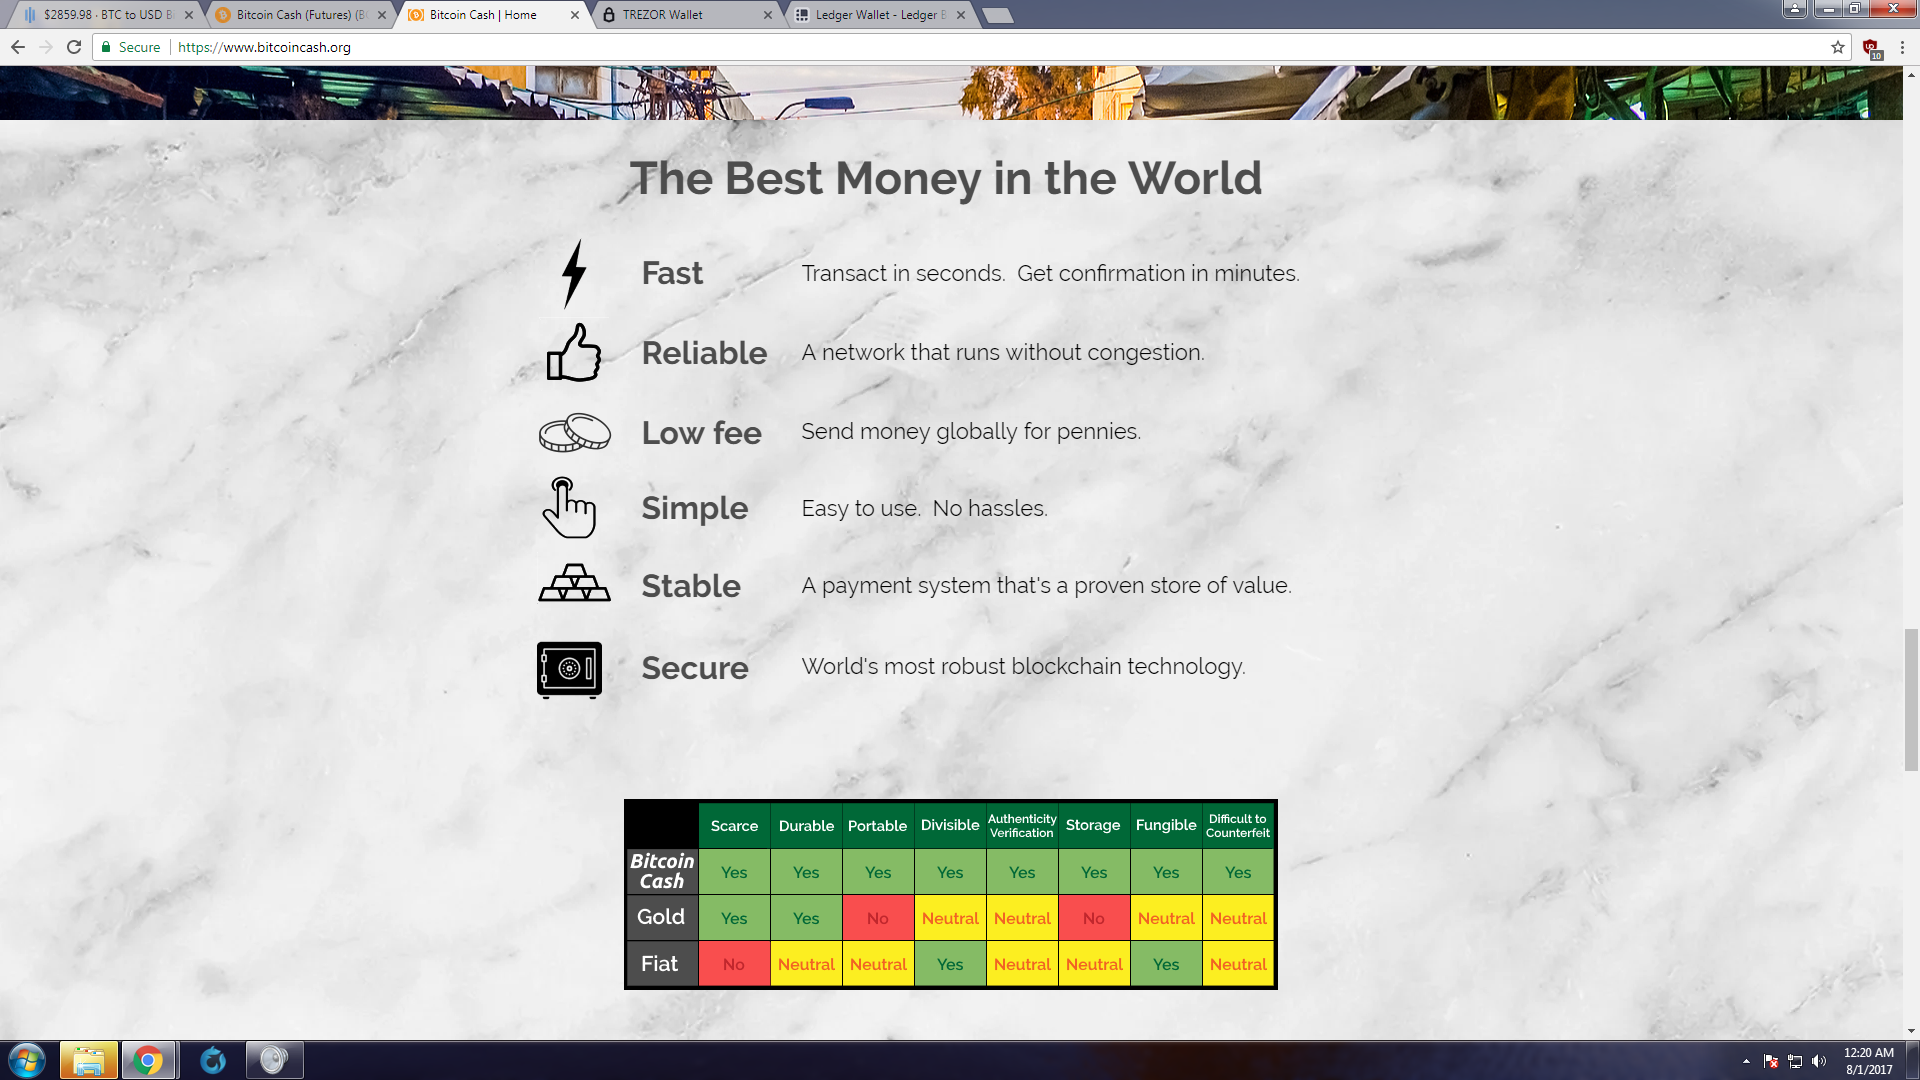 $2859.98 · BTC to USD B
Bitcoin Cash (Futures) (B
Bitcoin Cash | Home
TREZOR Wallet
Ledger Wallet - Ledger B
Secure
https://www.bitcoincash.org
10
The Best Money in the World
Fast Transact in seconds. Get confirmation in minutes.
Reliable A network that runs without congestion.
Low fee Send money globally for pennies.
Simple Easy to use. No hassles.
Stable A payment system that's a proven store of value.
Secure World's most robust blockchain technology.
Scarce Durable Portable Divisible Authenticity Verification Storage Fungible Difficult to Counterfeit
Bitcoin Cash Yes Yes Yes Yes Yes Yes Yes Yes
Gold Yes Yes No Neutral Neutral No Neutral Neutral
Fiat No Neutral Neutral Yes Neutral Neutral Yes Neutral
12:20 AM
8/1/2017